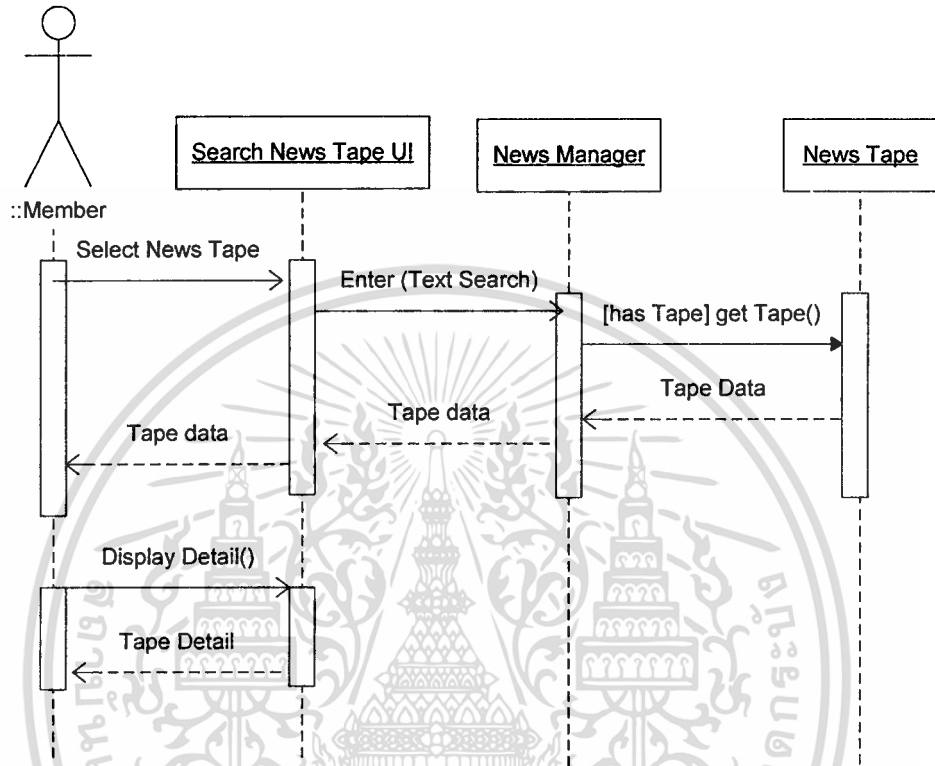 Search News Tape UI
News Manager
News Tape
::Member
Select News Tape
Enter (Text Search)
[has Tape] get Tape()
Tape Data
Tape data
Tape data
Display Detail()
Tape Detail